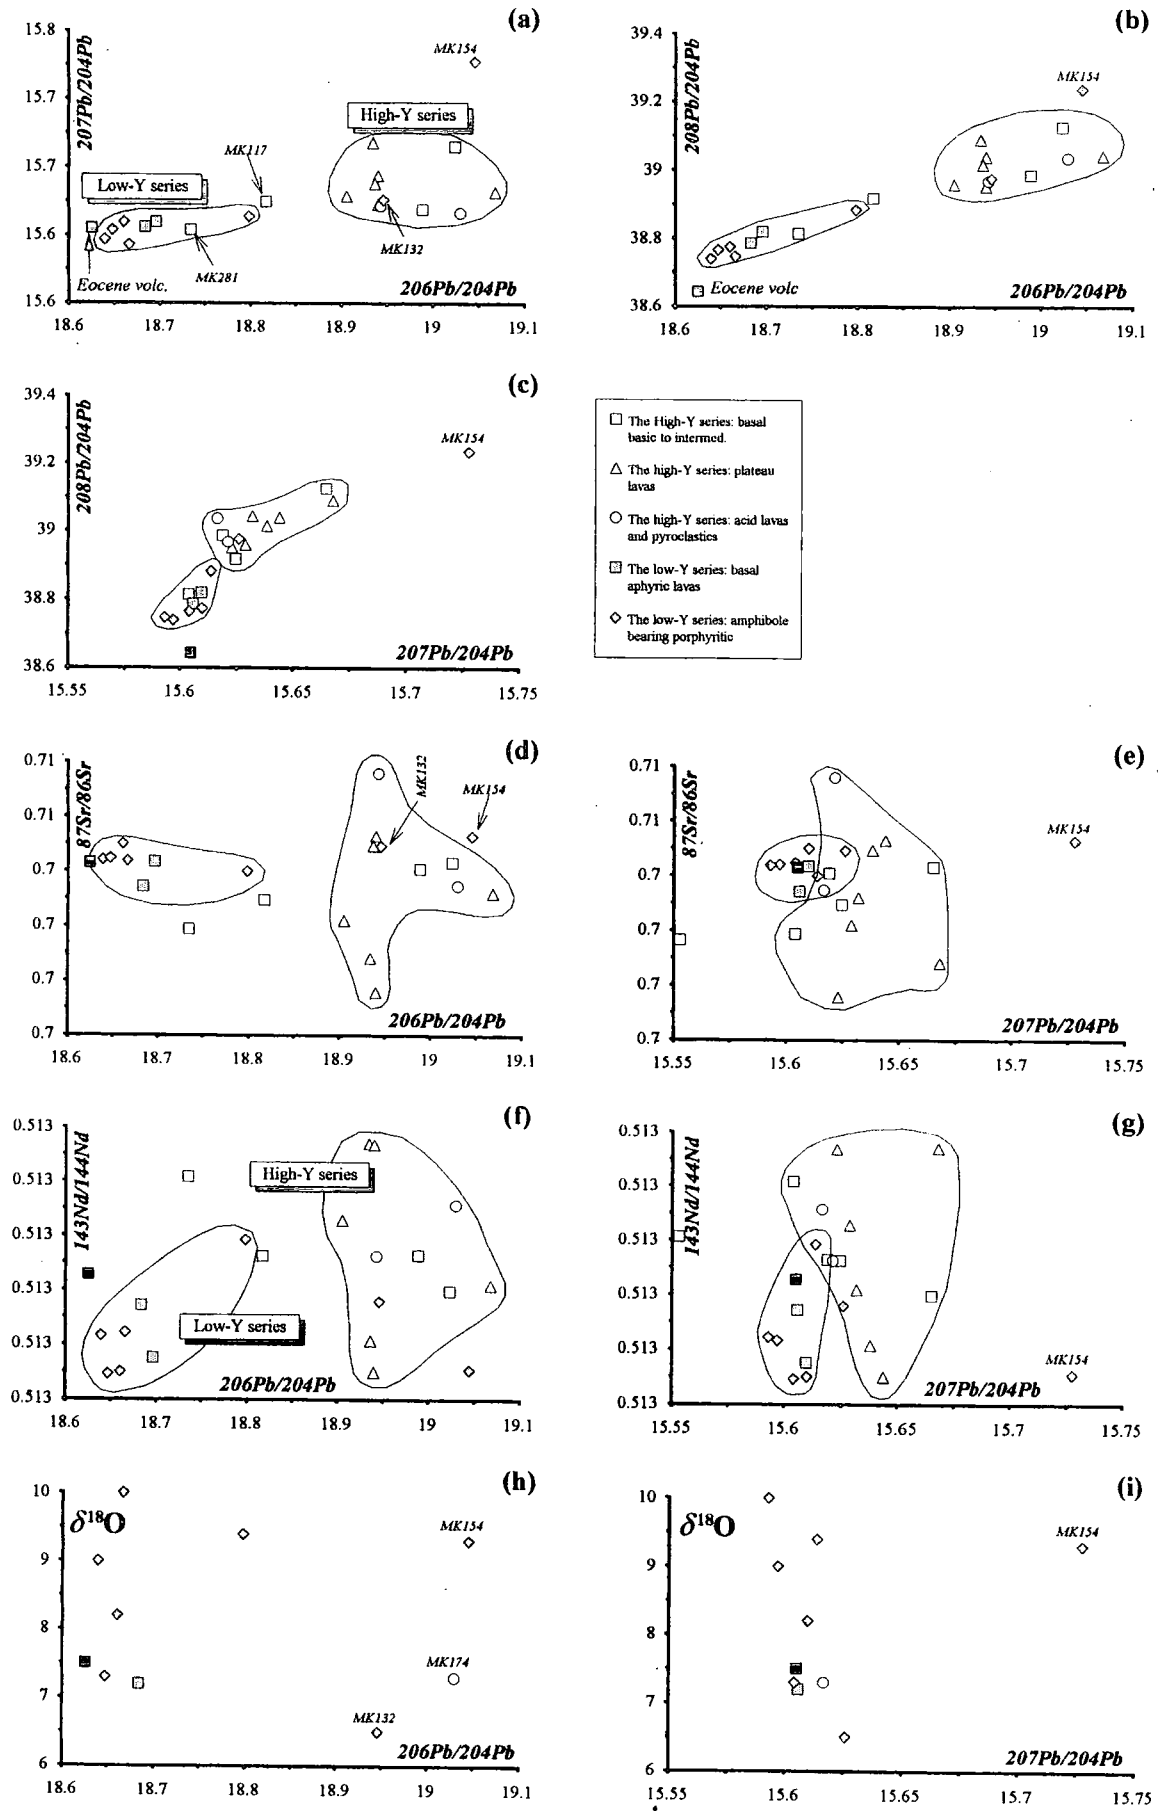 (a)
15.8
15.7
15.7
15.6
15.6
207Pb/204Pb
MK154
High-Y series
MK117
Low-Y series
MK132
MK281
Eocene volc.
206Pb/204Pb
18.6 18.7 18.8 18.9 19 19.1
(b)
39.4
39.2
39
38.8
38.6
208Pb/204Pb
MK154
Eocene volc
206Pb/204Pb
18.6 18.7 18.8 18.9 19 19.1
(c)
39.4
39.2
39
38.8
38.6
208Pb/204Pb
MK154
207Pb/204Pb
15.55 15.6 15.65 15.7 15.75
The High-Y series: basal
basic to intermed.
The high-Y series: plateau
lavas
The high-Y series: acid lavas
and pyroclastics
The low-Y series: basal
aphyric lavas
The low-Y series: amphibole
bearing porphyritic
(d)
0.71
0.71
0.7
0.7
0.7
0.7
87Sr/86Sr
MK132
MK154
206Pb/204Pb
18.6 18.7 18.8 18.9 19 19.1
(e)
0.71
0.71
0.7
0.7
0.7
0.7
87Sr/86Sr
MK154
207Pb/204Pb
15.55 15.6 15.65 15.7 15.75
(f)
0.513
0.513
0.513
0.513
0.513
0.513
143Nd/144Nd
High-Y series
Low-Y series
206Pb/204Pb
18.6 18.7 18.8 18.9 19 19.1
(g)
0.513
0.513
0.513
0.513
0.513
0.513
143Nd/144Nd
MK154
207Pb/204Pb
15.55 15.6 15.65 15.7 15.75
(h)
10
9
8
7
6
δ¹⁸O
MK154
MK174
MK132
206Pb/204Pb
18.6 18.7 18.8 18.9 19 19.1
(i)
10
9
8
7
6
δ¹⁸O
MK154
207Pb/204Pb
15.55 15.6 15.65 15.7 15.75